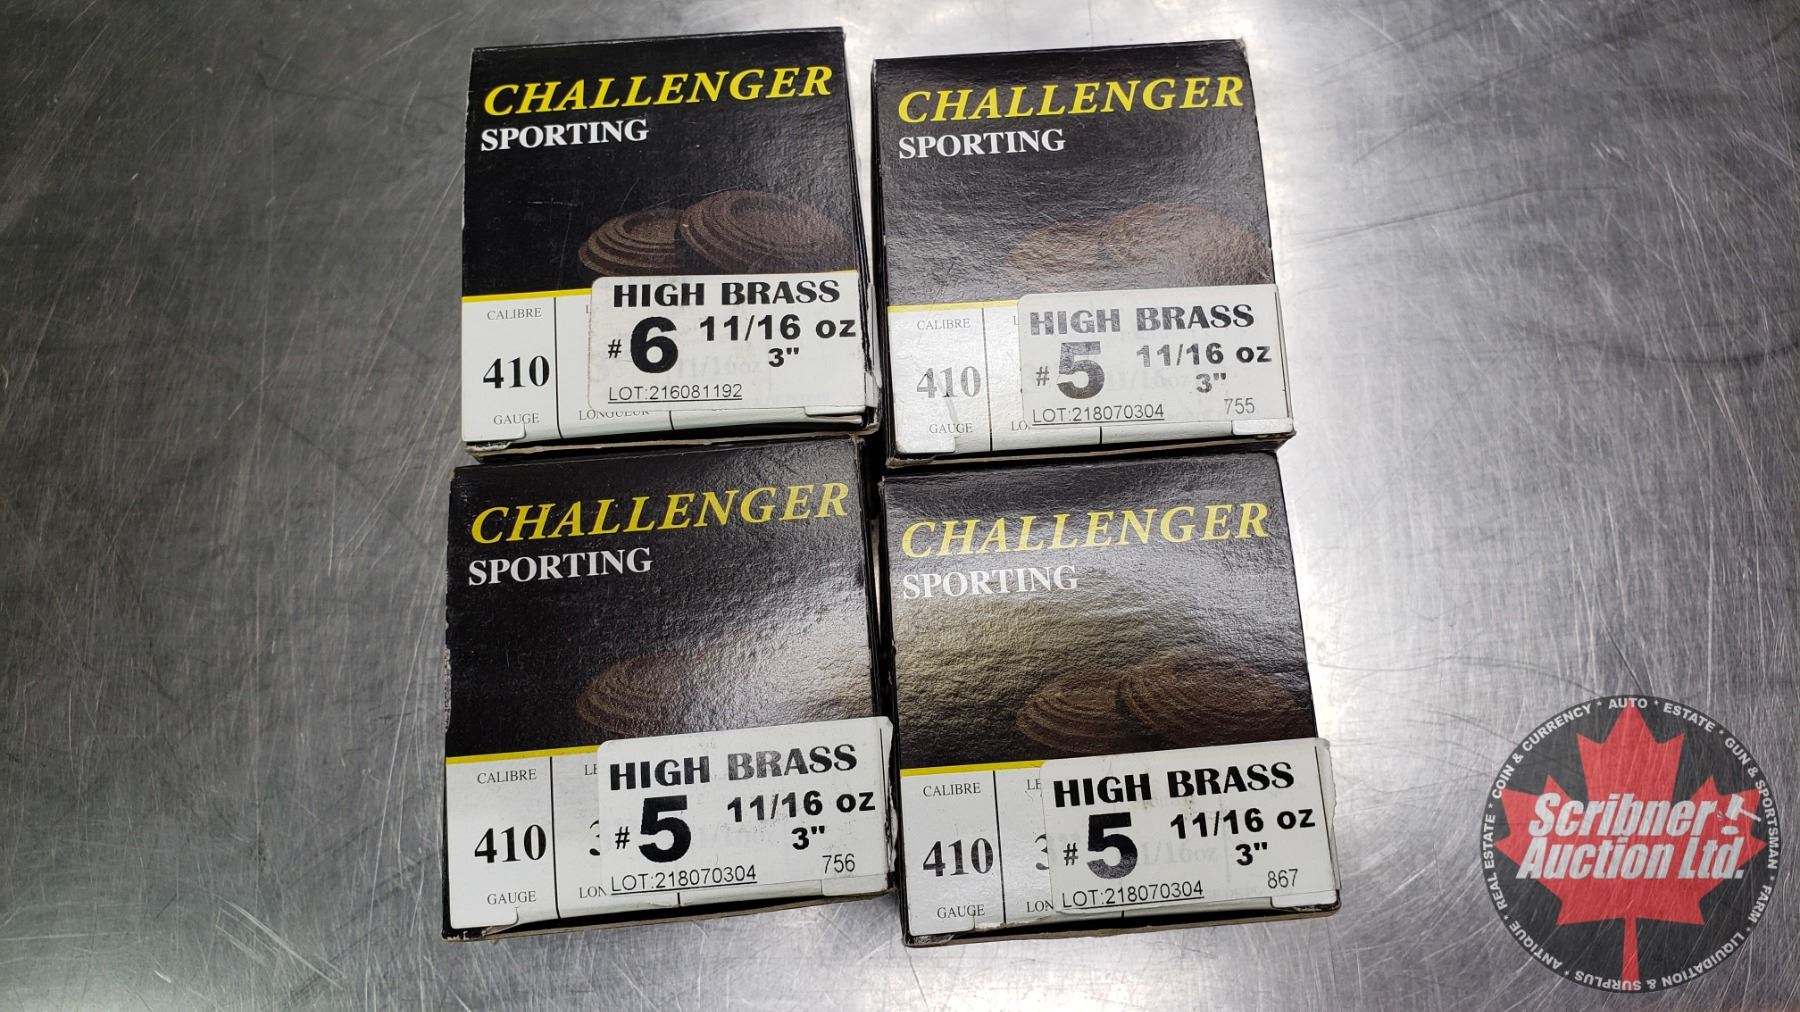 CHALLENGER
SPORTING
CALIBRE
410
GAUGE
LONGUEUR
HIGH BRASS
#6 11/16 oz
3"
LOT:216081192
CHALLENGER
SPORTING
CALIBRE
410
GAUGE
HIGH BRASS
#5 11/16 oz
3"
LOT:218070304
755
CHALLENGER
SPORTING
CALIBRE
410
GAUGE
HIGH BRASS
#5 11/16 oz
3"
LOT:218070304
756
CHALLENGER
SPORTING
CALIBRE
410
GAUGE
HIGH BRASS
#5 11/16 oz
3"
LOT:218070304
867
Scribner
Auction Ltd.
ANTIQUE * REAL ESTATE * COIN & CURRENCY * AUTO * ESTATE * GUN & SPORTSMAN * FARM * LIQUIDATION & SURPLUS *